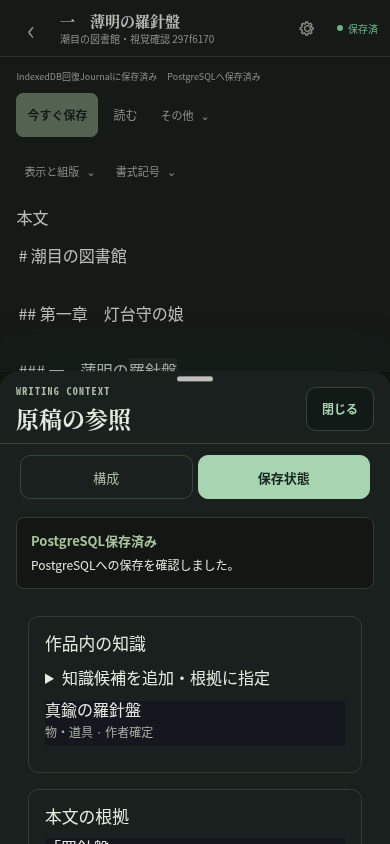 一　薄明の羅針盤
潮目の図書館・視覚確認 297f6170
保存済
IndexedDB回復Journalに保存済み　PostgreSQLへ保存済み
今すぐ保存　読む　その他
表示と組版　書式記号
本文
# 潮目の図書館
## 第一章　灯台守の娘
### 一　薄明の羅針盤
WRITING CONTEXT
原稿の参照
閉じる
構成　保存状態
PostgreSQL保存済み
PostgreSQLへの保存を確認しました。
作品内の知識
▶ 知識候補を追加・根拠に指定
真鍮の羅針盤
物・道具 · 作者確定
本文の根拠